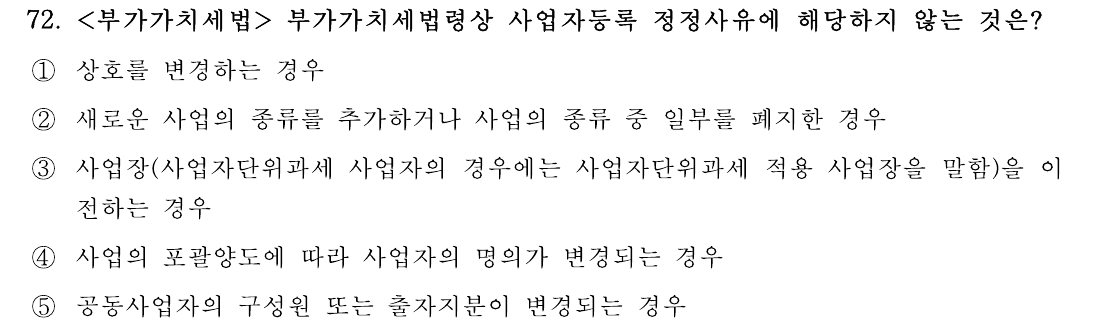 72. <부가가치세법> 부가가치세법령상 사업자등록 정정사유에 해당하지 않는 것은?
① 상호를 변경하는 경우
② 새로운 사업의 종류를 추가하거나 사업의 종류 중 일부를 폐지한 경우
③ 사업장(사업자단위과세 사업자의 경우에는 사업자단위과세 적용 사업장을 말함)을 이
전하는 경우
④ 사업의 포괄양도에 따라 사업자의 명의가 변경되는 경우
⑤ 공동사업자의 구성원 또는 출자지분이 변경되는 경우